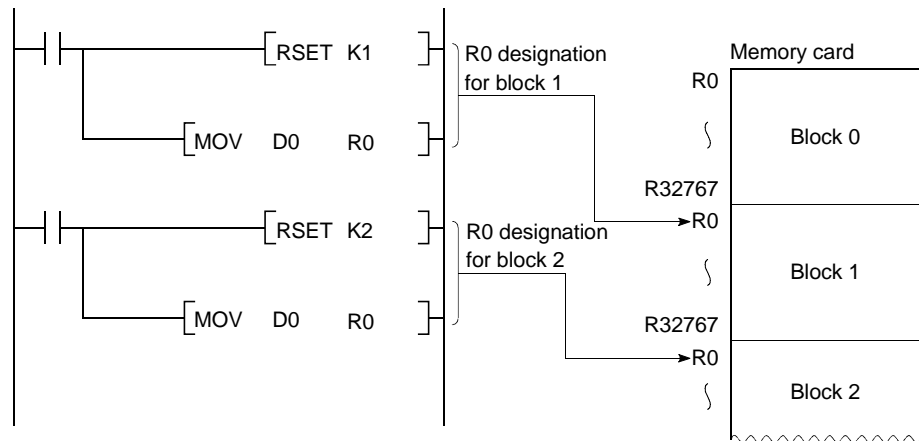 RSET K1
MOV D0 R0
R0 designation
for block 1
RSET K2
MOV D0 R0
R0 designation
for block 2
Memory card
R0
Block 0
R32767
R0
Block 1
R32767
R0
Block 2